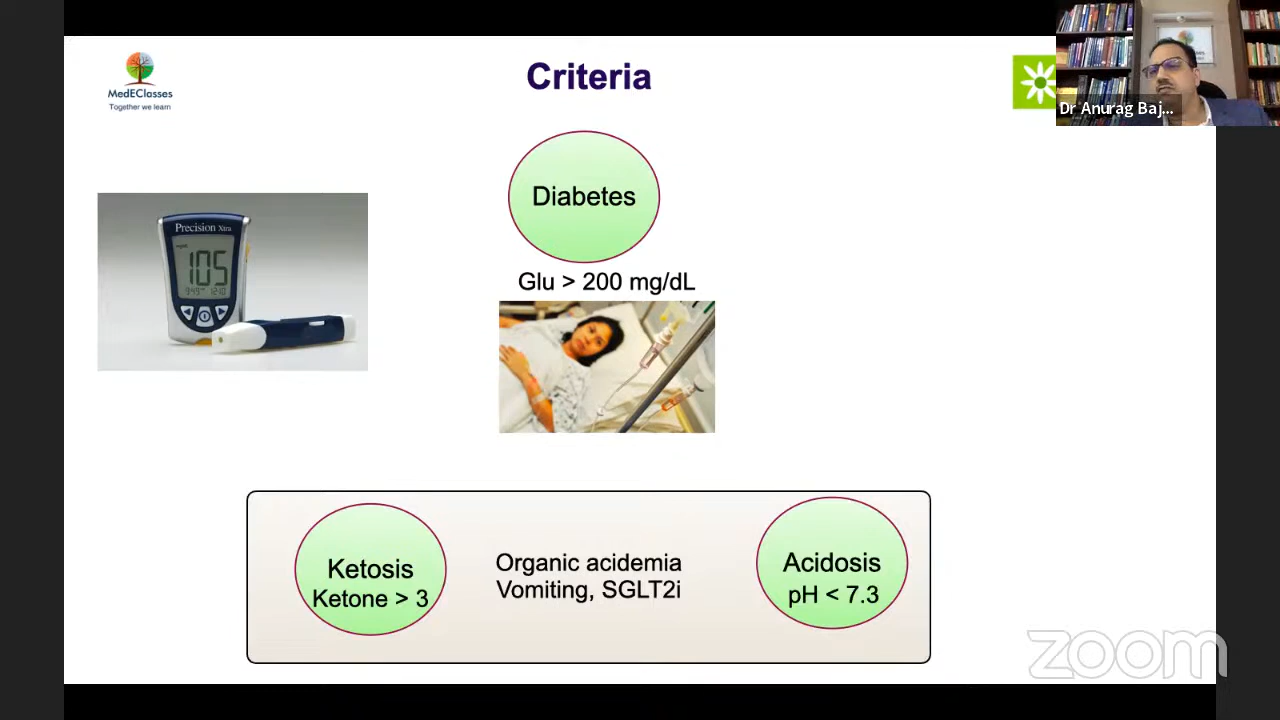 MedEClasses
Together we learn
Criteria
Dr Anurag Baj...
Precision Xtra
105
Diabetes
Glu > 200 mg/dL
Ketosis
Ketone > 3
Organic acidemia
Vomiting, SGLT2i
Acidosis
pH < 7.3
zoom